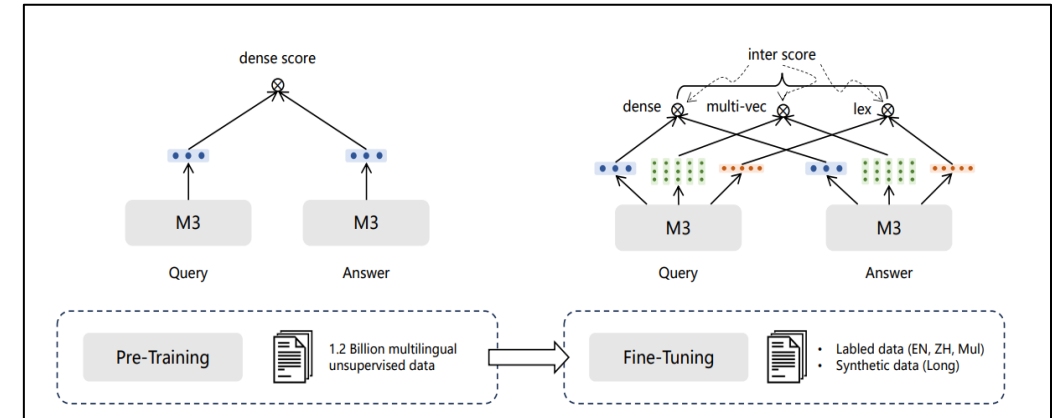 dense score
M3
M3
Query
Answer
Pre-Training
1.2 Billion multilingual
unsupervised data
inter score
dense
multi-vec
lex
M3
M3
Query
Answer
Fine-Tuning
• Labled data (EN, ZH, Mul)
• Synthetic data (Long)